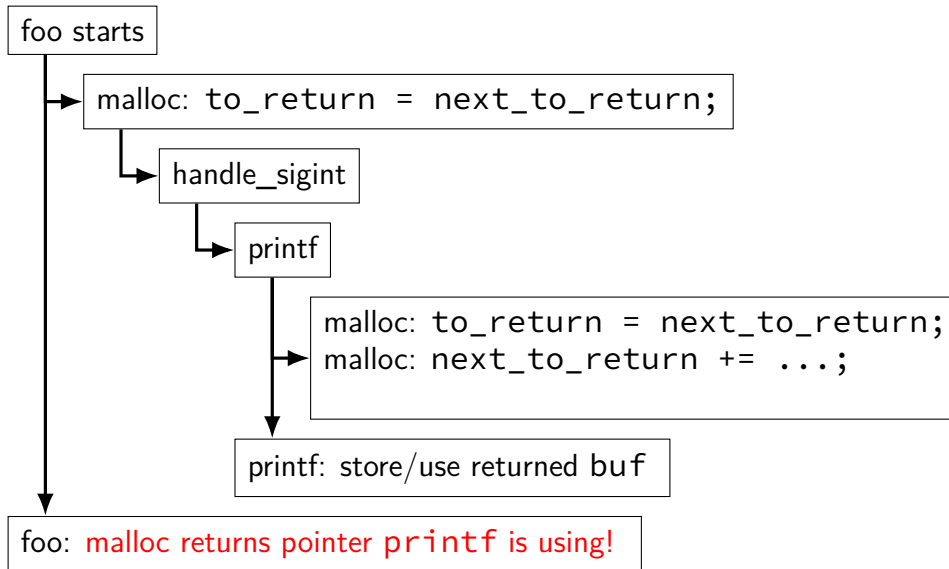 foo starts
malloc: to_return = next_to_return;
handle_sigint
printf
malloc: to_return = next_to_return;
malloc: next_to_return += ...;
printf: store/use returned buf
foo: malloc returns pointer printf is using!